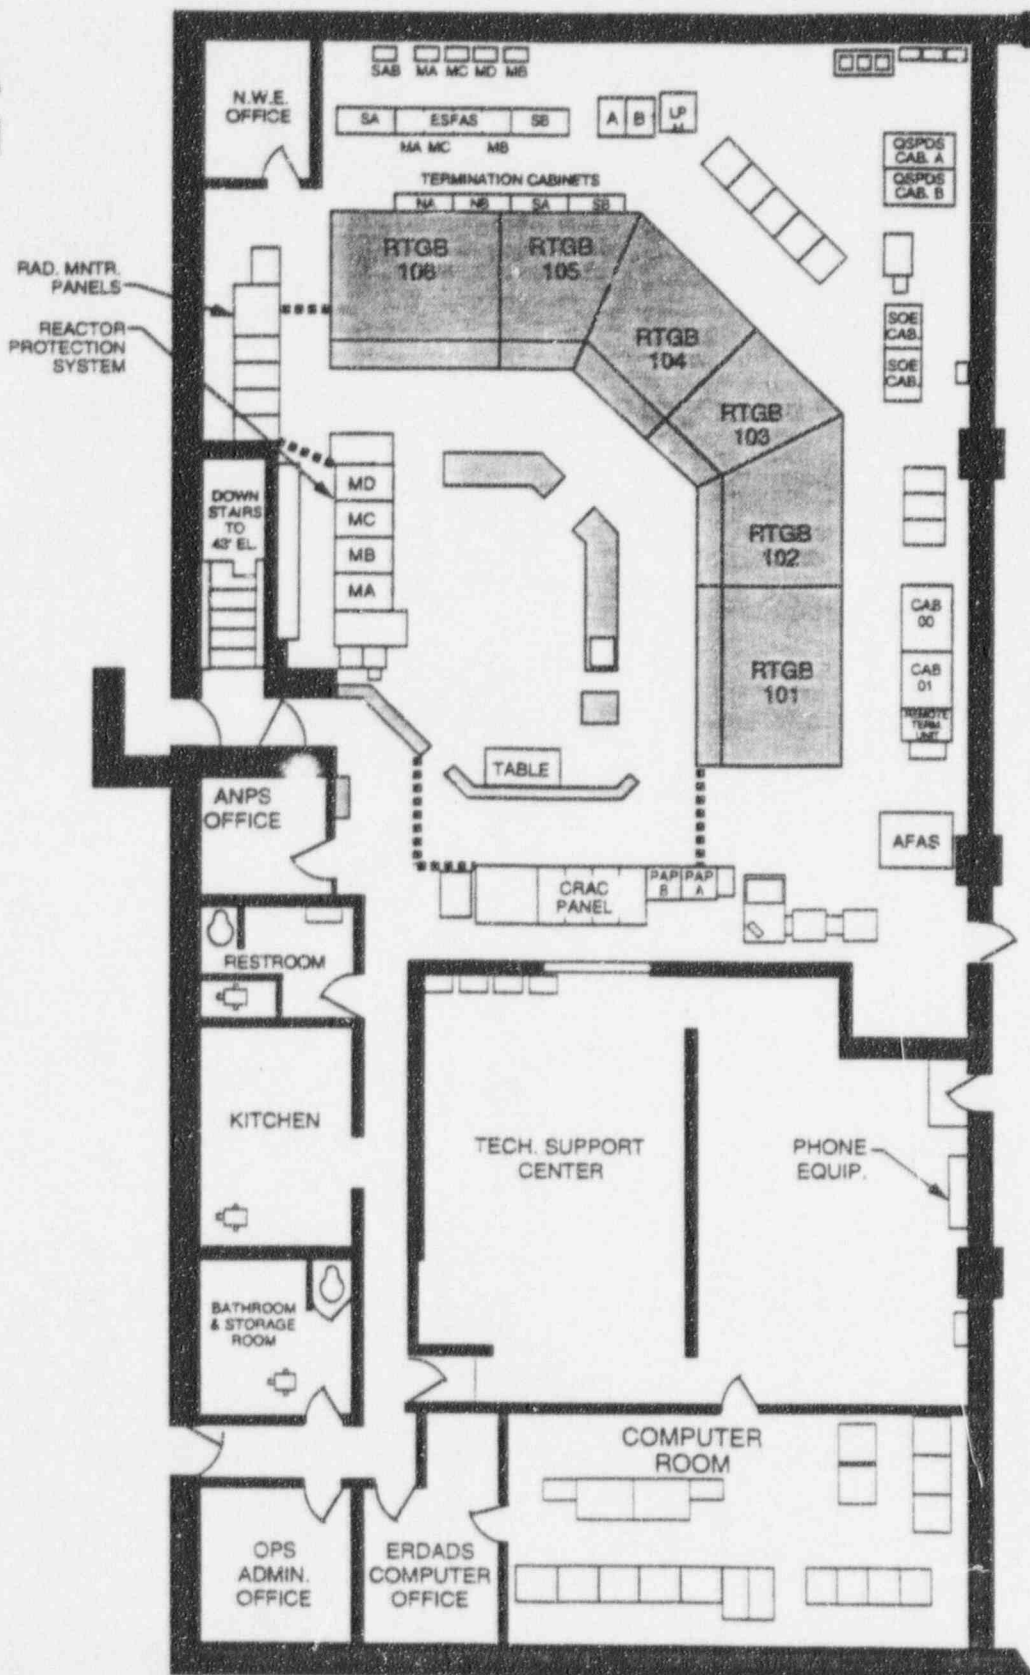 SAB MA MC MD MB
N.W.E.
OFFICE
SA ESFAS SB
A B LP
MA MC MB
QSPDS
CAB. A
QSPDS
CAB. B
TERMINATION CABINETS
NA NB SA SB
RTGB
106
RTGB
105
RTGB
104
RTGB
103
RTGB
102
RTGB
101
RAD. MNTR.
PANELS
REACTOR
PROTECTION
SYSTEM
SOE
CAB.
SOE
CAB.
DOWN
STAIRS
TO
43' EL.
MD
MC
MB
MA
CAB
00
CAB
01
REMOTE
TERM.
UNIT
TABLE
ANPS
OFFICE
AFAS
CRAC
PANEL
PAP
B
PAP
A
RESTROOM
KITCHEN
TECH. SUPPORT
CENTER
PHONE
EQUIP.
BATHROOM
& STORAGE
ROOM
COMPUTER
ROOM
OPS
ADMIN.
OFFICE
ERDADS
COMPUTER
OFFICE